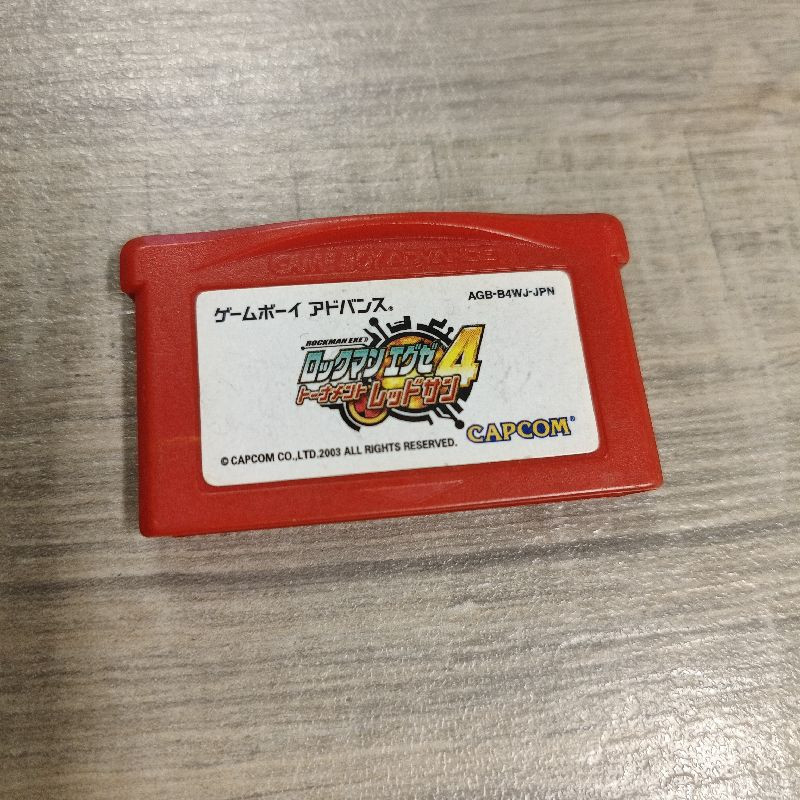 GAME BOY ADVANCE
ゲームボーイ アドバンス®
AGB-B4WJ-JPN
ROCKMAN EXE
ロックマン エグゼ 4
トーナメント レッドサン
CAPCOM®
© CAPCOM CO.,LTD.2003 ALL RIGHTS RESERVED.